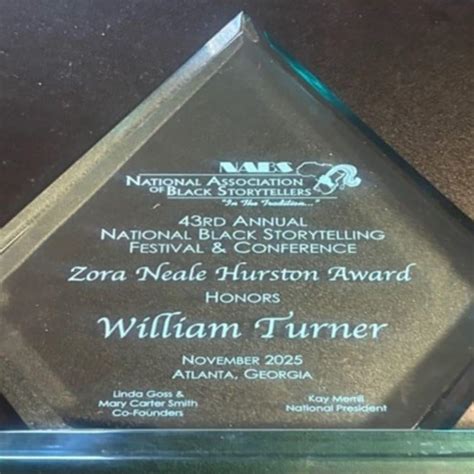 NABS
NATIONAL ASSOCIATION
OF BLACK STORYTELLERS
"In The Tradition..."
43RD ANNUAL
NATIONAL BLACK STORYTELLING
FESTIVAL & CONFERENCE
Zora Neale Hurston Award
HONORS
William Turner
NOVEMBER 2025
ATLANTA, GEORGIA
Linda Goss &
Mary Carter Smith
Co-Founders
Kay Merrill
National President